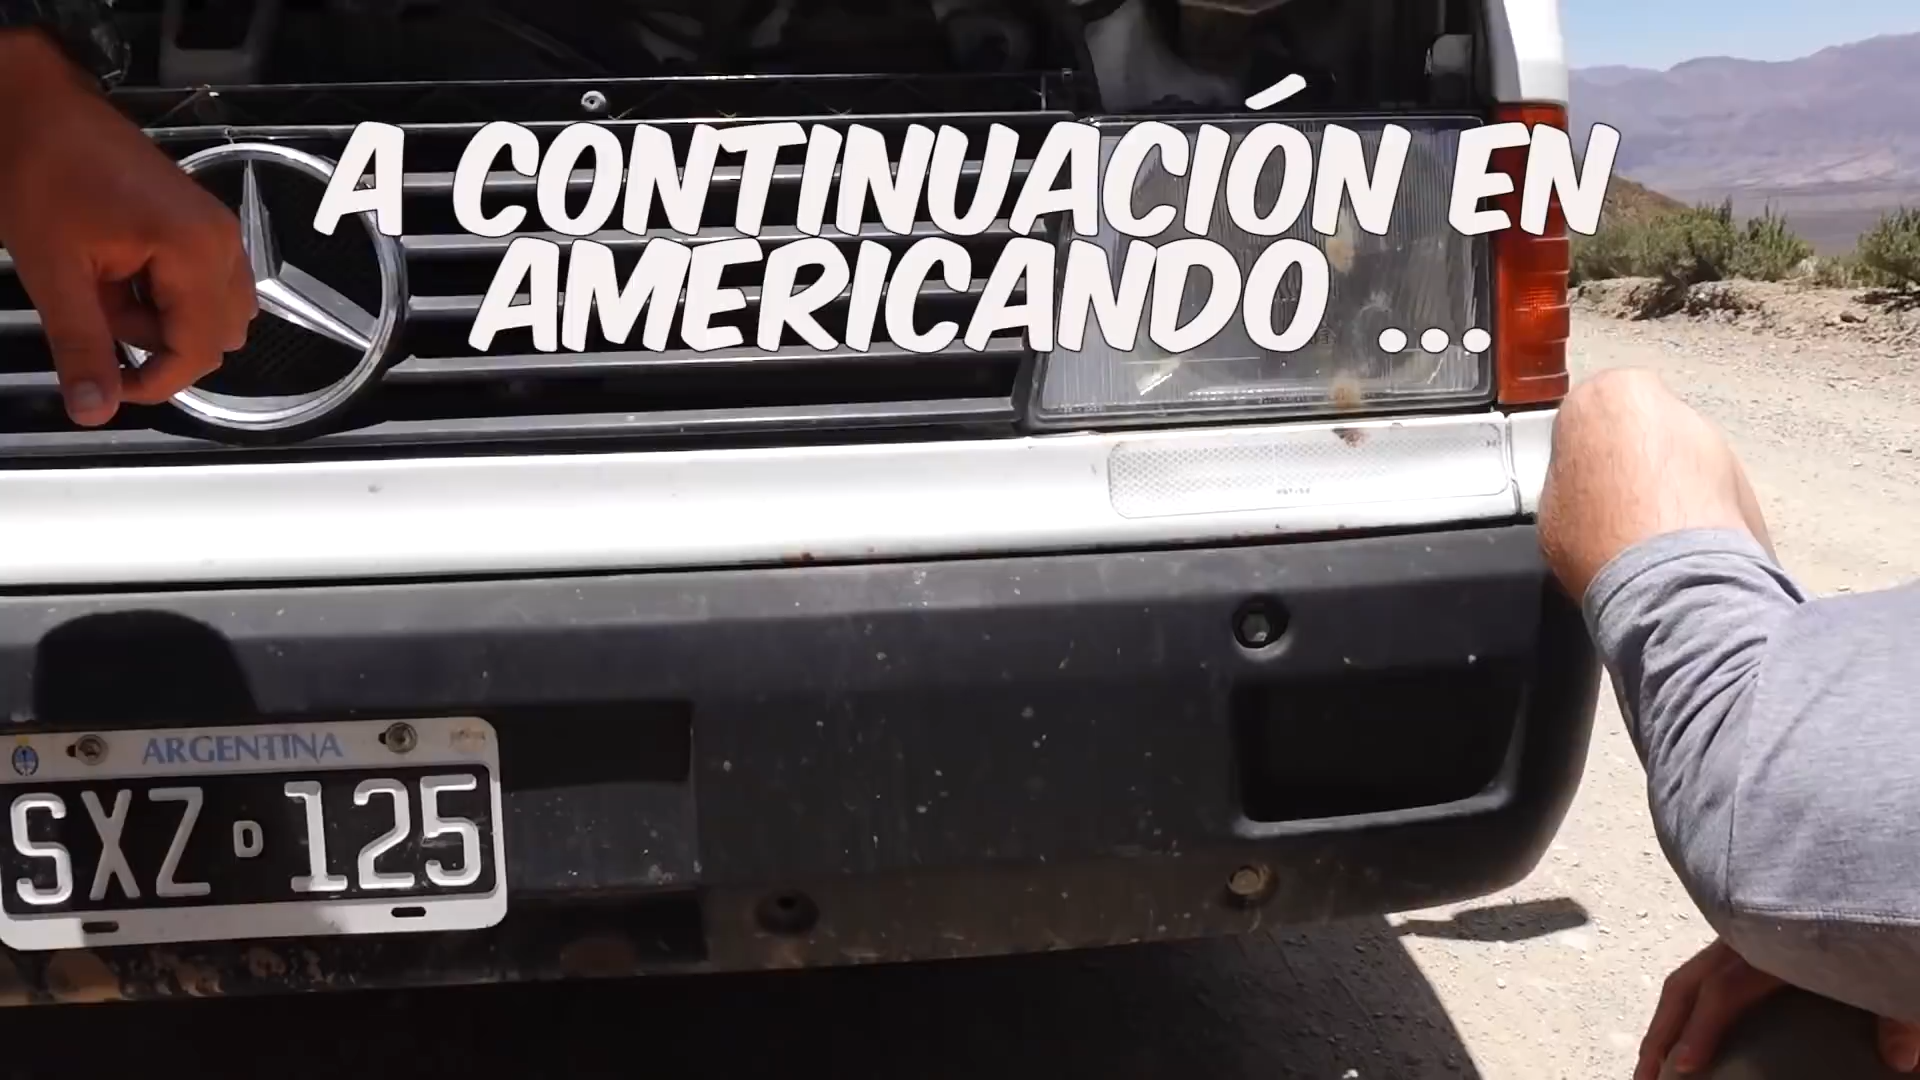 A CONTINUACIÓN EN
AMERICANDO ...
ARGENTINA
SXZ D 125